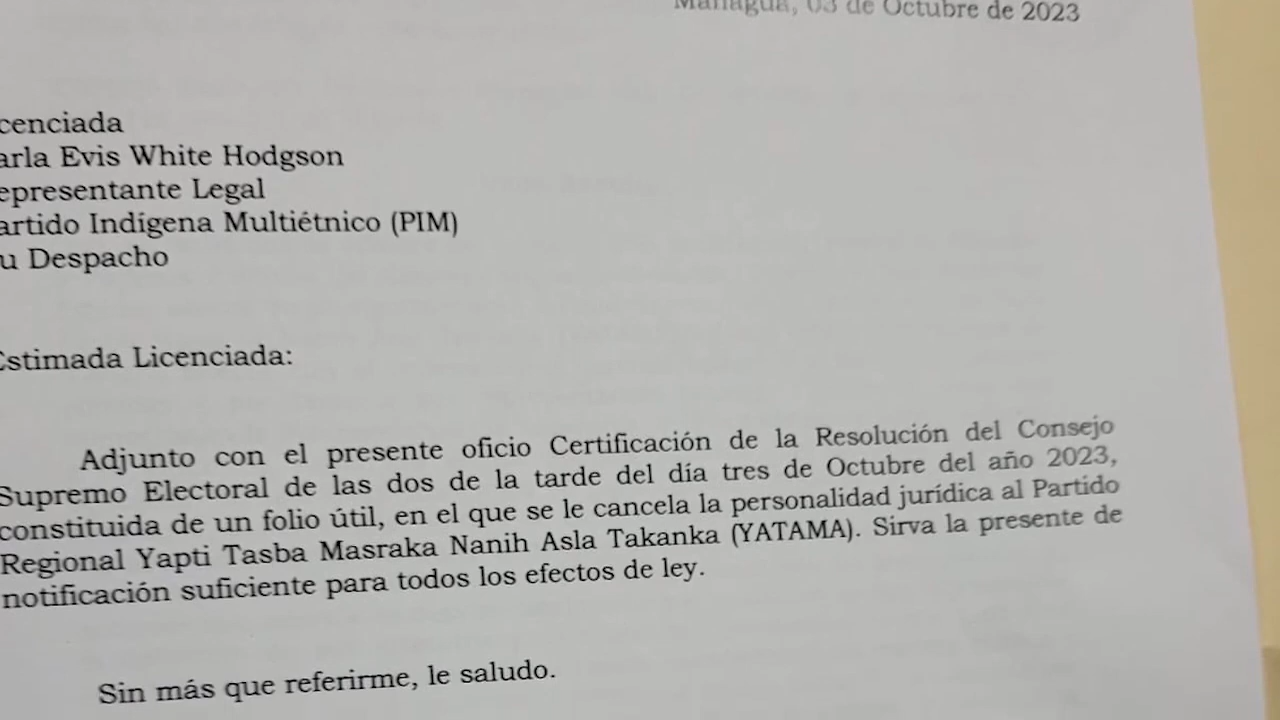 Managua, 03 de Octubre de 2023
cenciada
arla Evis White Hodgson
epresentante Legal
artido Indígena Multiétnico (PIM)
u Despacho
Estimada Licenciada:
Adjunto con el presente oficio Certificación de la Resolución del Consejo
Supremo Electoral de las dos de la tarde del día tres de Octubre del año 2023,
constituida de un folio útil, en el que se le cancela la personalidad jurídica al Partido
Regional Yapti Tasba Masraka Nanih Asla Takanka (YATAMA). Sirva la presente de
notificación suficiente para todos los efectos de ley.
Sin más que referirme, le saludo.